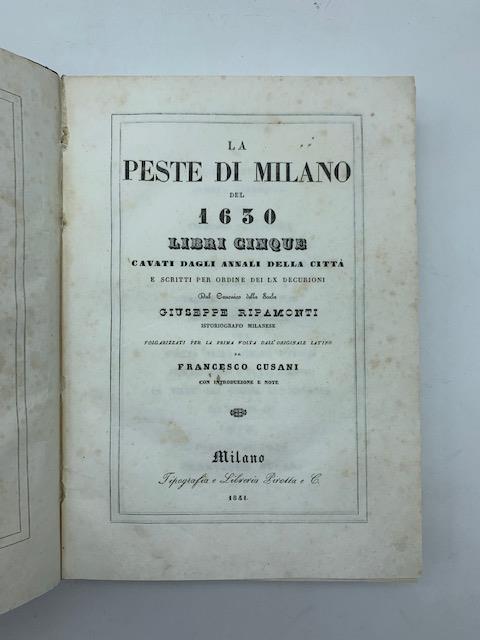 LA
PESTE DI MILANO
DEL
1630
LIBRI CINQUE
CAVATI DAGLI ANNALI DELLA CITTÀ
E SCRITTI PER ORDINE DEI LX DECURIONI
Dal Canonico della Scala
GIUSEPPE RIPAMONTI
ISTORIOGRAFO MILANESE
VOLGARIZZATI PER LA PRIMA VOLTA DALL'ORIGINALE LATINO
DA
FRANCESCO CUSANI
CON INTRODUZIONE E NOTE
Milano
Tipografia e Libreria Pirotta e C.
1841.